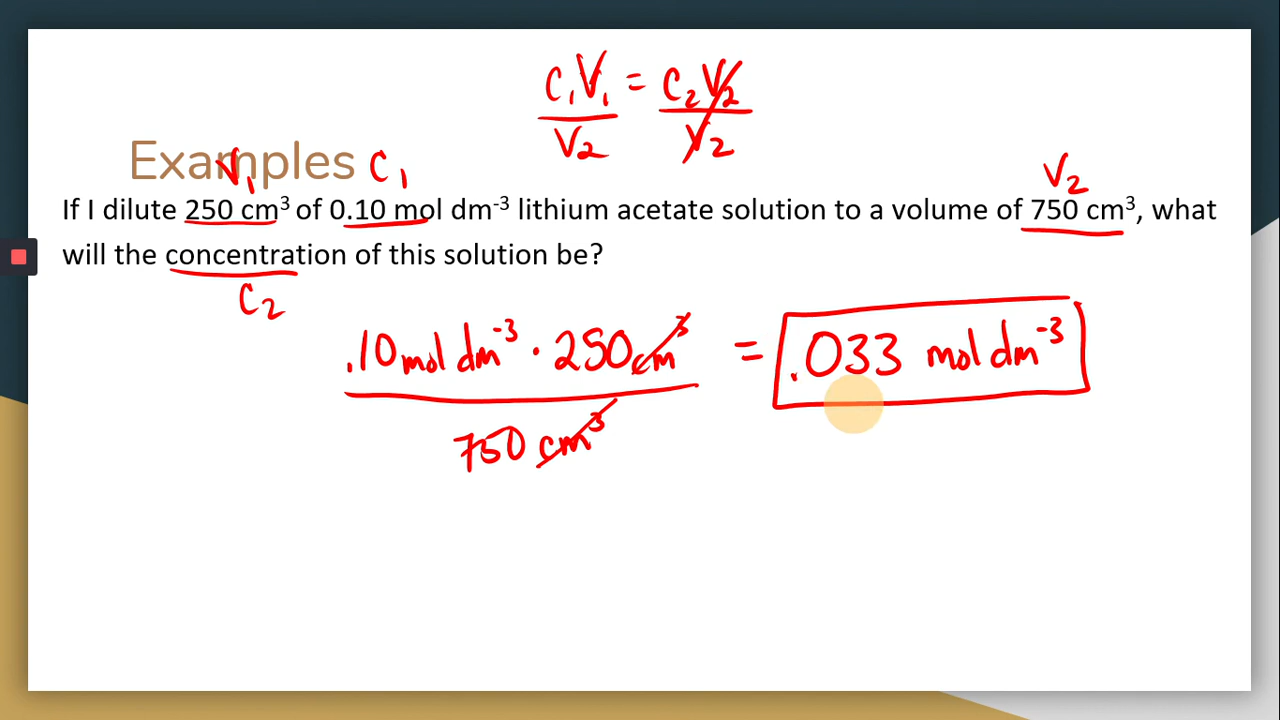 C₁V₁ = C₂V₂
V₂ V₂
Examples
V₁ C₁ V₂
If I dilute 250 cm³ of 0.10 mol dm⁻³ lithium acetate solution to a volume of 750 cm³, what
will the concentration of this solution be?
C₂
.10 mol dm⁻³ · 250 cm³ = .033 mol dm⁻³
750 cm³